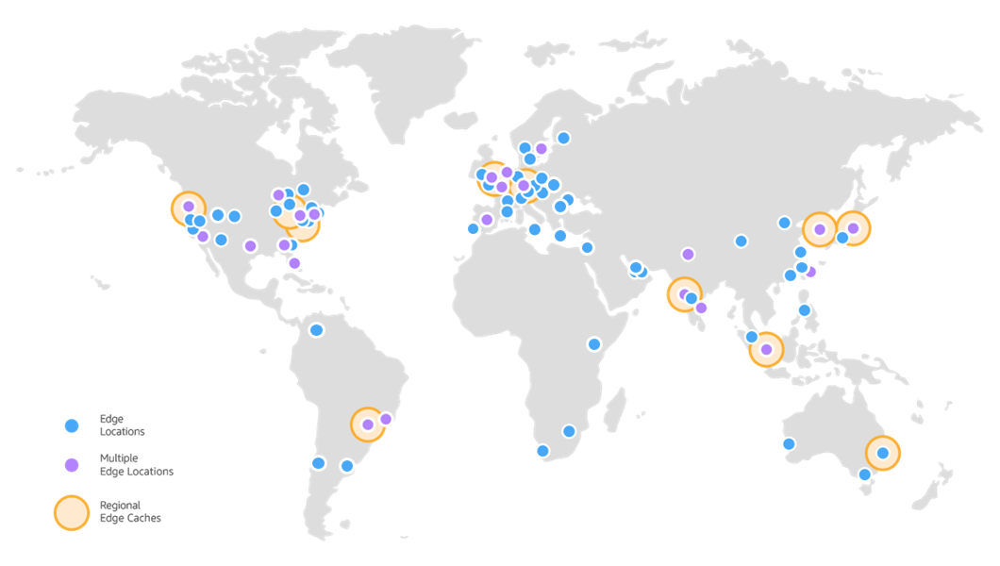 Edge
Locations
Multiple
Edge Locations
Regional
Edge Caches